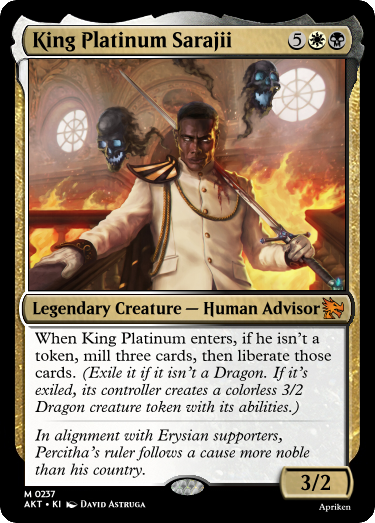 King Platinum Sarajii 5
Legendary Creature — Human Advisor
When King Platinum enters, if he isn't a
token, mill three cards, then liberate those
cards. (Exile it if it isn't a Dragon. If it's
exiled, its controller creates a colorless 3/2
Dragon creature token with its abilities.)
In alignment with Erysian supporters,
Percitha's ruler follows a cause more noble
than his country.
3/2
M 0237
AKT • KI DAVID ASTRUGA
Apriken